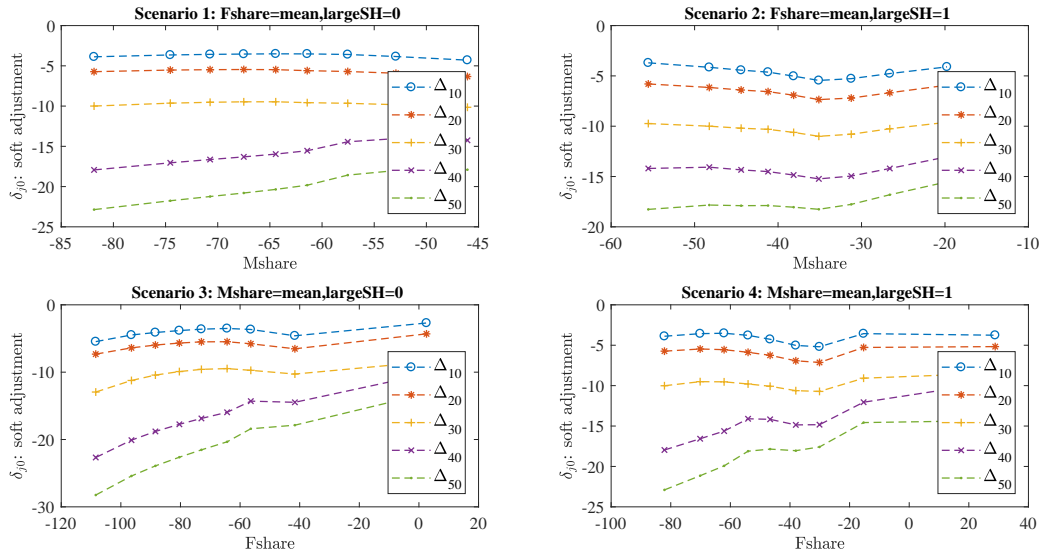 Scenario 1: Fshare=mean,largeSH=0
0
-5
-10
-15
-20
-25
δj0: soft adjustment
-85 -80 -75 -70 -65 -60 -55 -50 -45
Mshare
Δ10
Δ20
Δ30
Δ40
Δ50
Scenario 2: Fshare=mean,largeSH=1
0
-5
-10
-15
-20
δj0: soft adjustment
-60 -50 -40 -30 -20 -10
Mshare
Δ10
Δ20
Δ30
Δ40
Δ50
Scenario 3: Mshare=mean,largeSH=0
0
-10
-20
-30
δj0: soft adjustment
-120 -100 -80 -60 -40 -20 0 20
Fshare
Δ10
Δ20
Δ30
Δ40
Δ50
Scenario 4: Mshare=mean,largeSH=1
0
-5
-10
-15
-20
-25
δj0: soft adjustment
-100 -80 -60 -40 -20 0 20 40
Fshare
Δ10
Δ20
Δ30
Δ40
Δ50